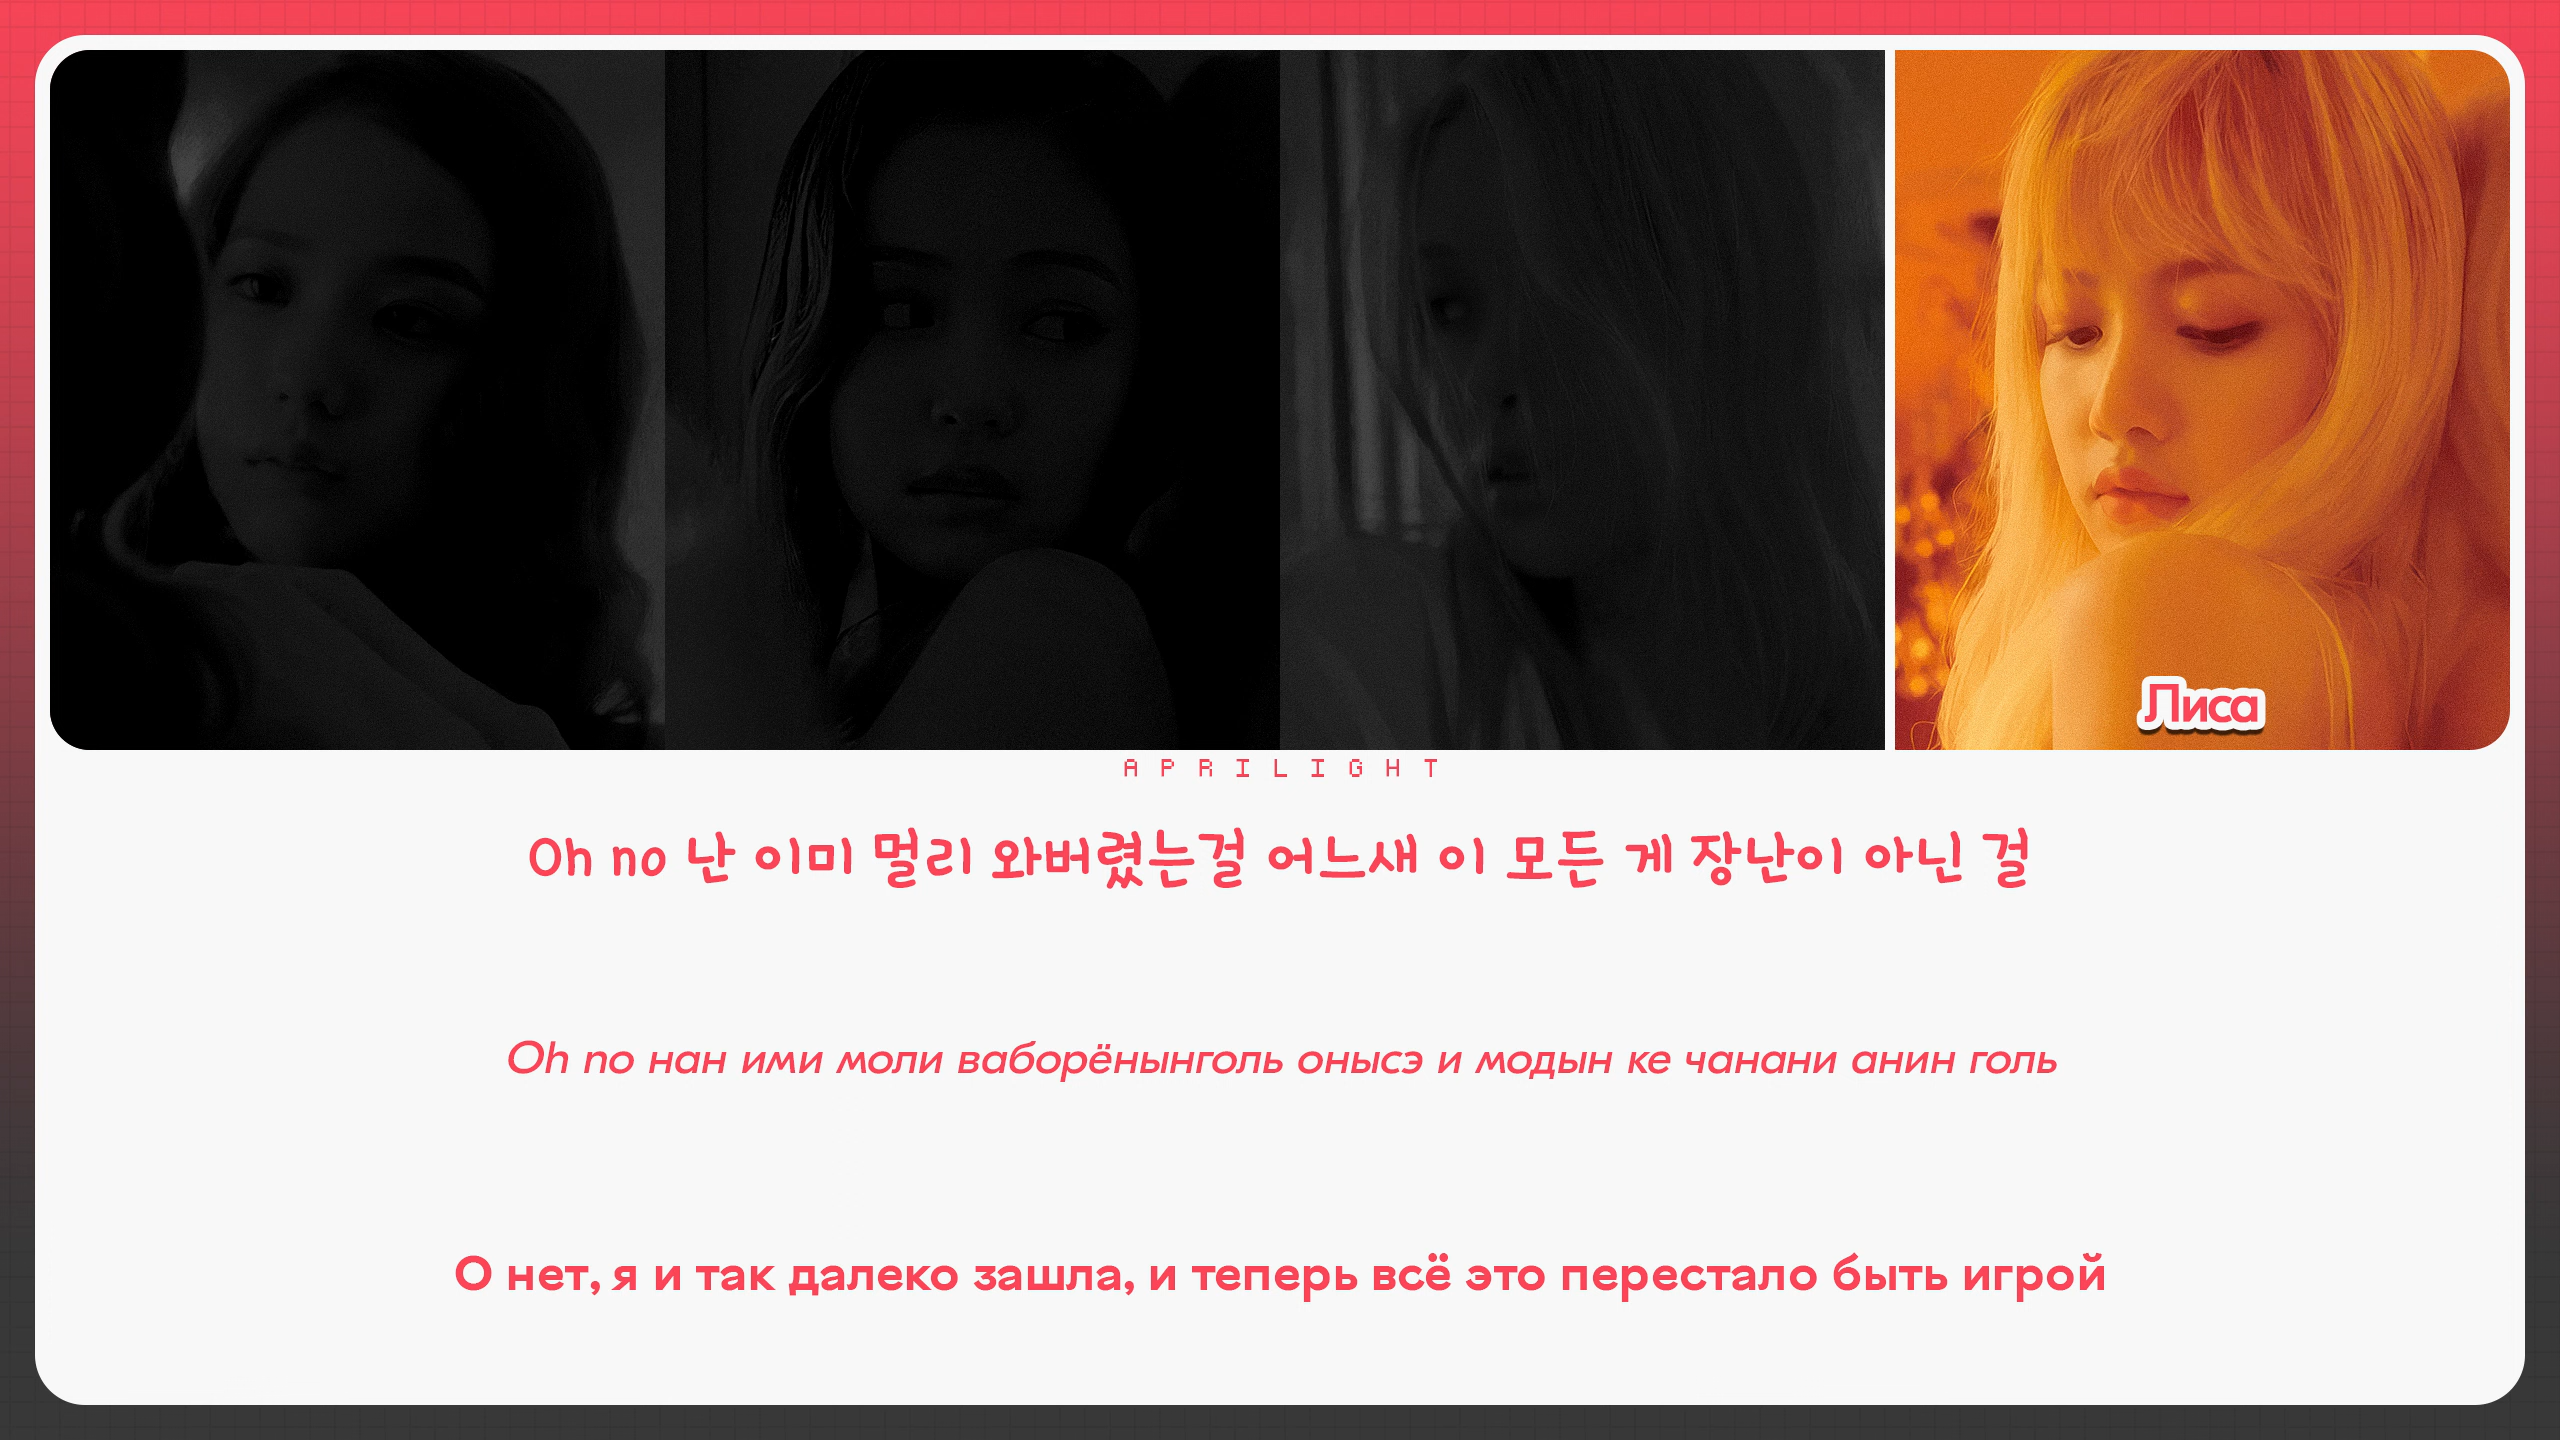 Лиса
APRILIGHT
Oh no 난 이미 멀리 와버렸는걸 어느새 이 모든 게 장난이 아닌 걸
Oh no нан ими моли ваборёнынголь онысэ и модын ке чанани анин голь
О нет, я и так далеко зашла, и теперь всё это перестало быть игрой